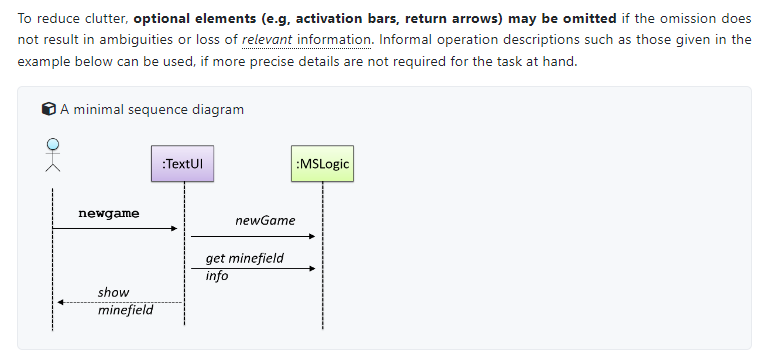 To reduce clutter, optional elements (e.g, activation bars, return arrows) may be omitted if the omission does
not result in ambiguities or loss of relevant information. Informal operation descriptions such as those given in the
example below can be used, if more precise details are not required for the task at hand.
A minimal sequence diagram
:TextUI
:MSLogic
newgame
newGame
get minefield
info
show
minefield